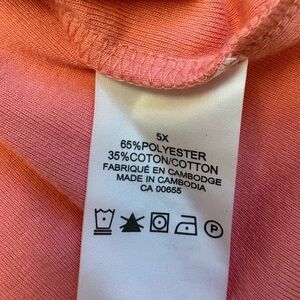 5X
65%POLYESTER
35%COTON/COTTON
FABRIQUÉ EN CAMBODGE
MADE IN CAMBODIA
CA 00655
P